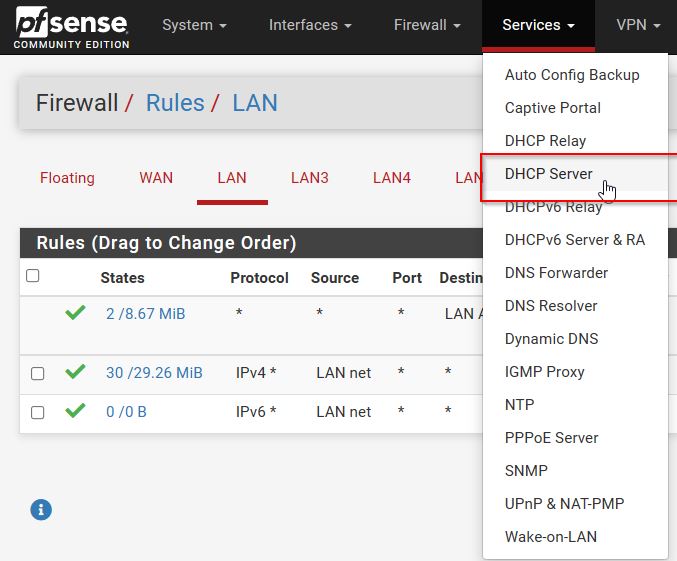 pfsense
COMMUNITY EDITION
System Interfaces Firewall Services VPN
Auto Config Backup
Captive Portal
DHCP Relay
DHCP Server
DHCPv6 Relay
DHCPv6 Server & RA
DNS Forwarder
DNS Resolver
Dynamic DNS
IGMP Proxy
NTP
PPPoE Server
SNMP
UPnP & NAT-PMP
Wake-on-LAN
Firewall / Rules / LAN
Floating WAN LAN LAN3 LAN4
Rules (Drag to Change Order)
States Protocol Source Port
2 /8.67 MiB * * * LAN
30 /29.26 MiB IPv4 * LAN net * *
0 /0 B IPv6 * LAN net * *